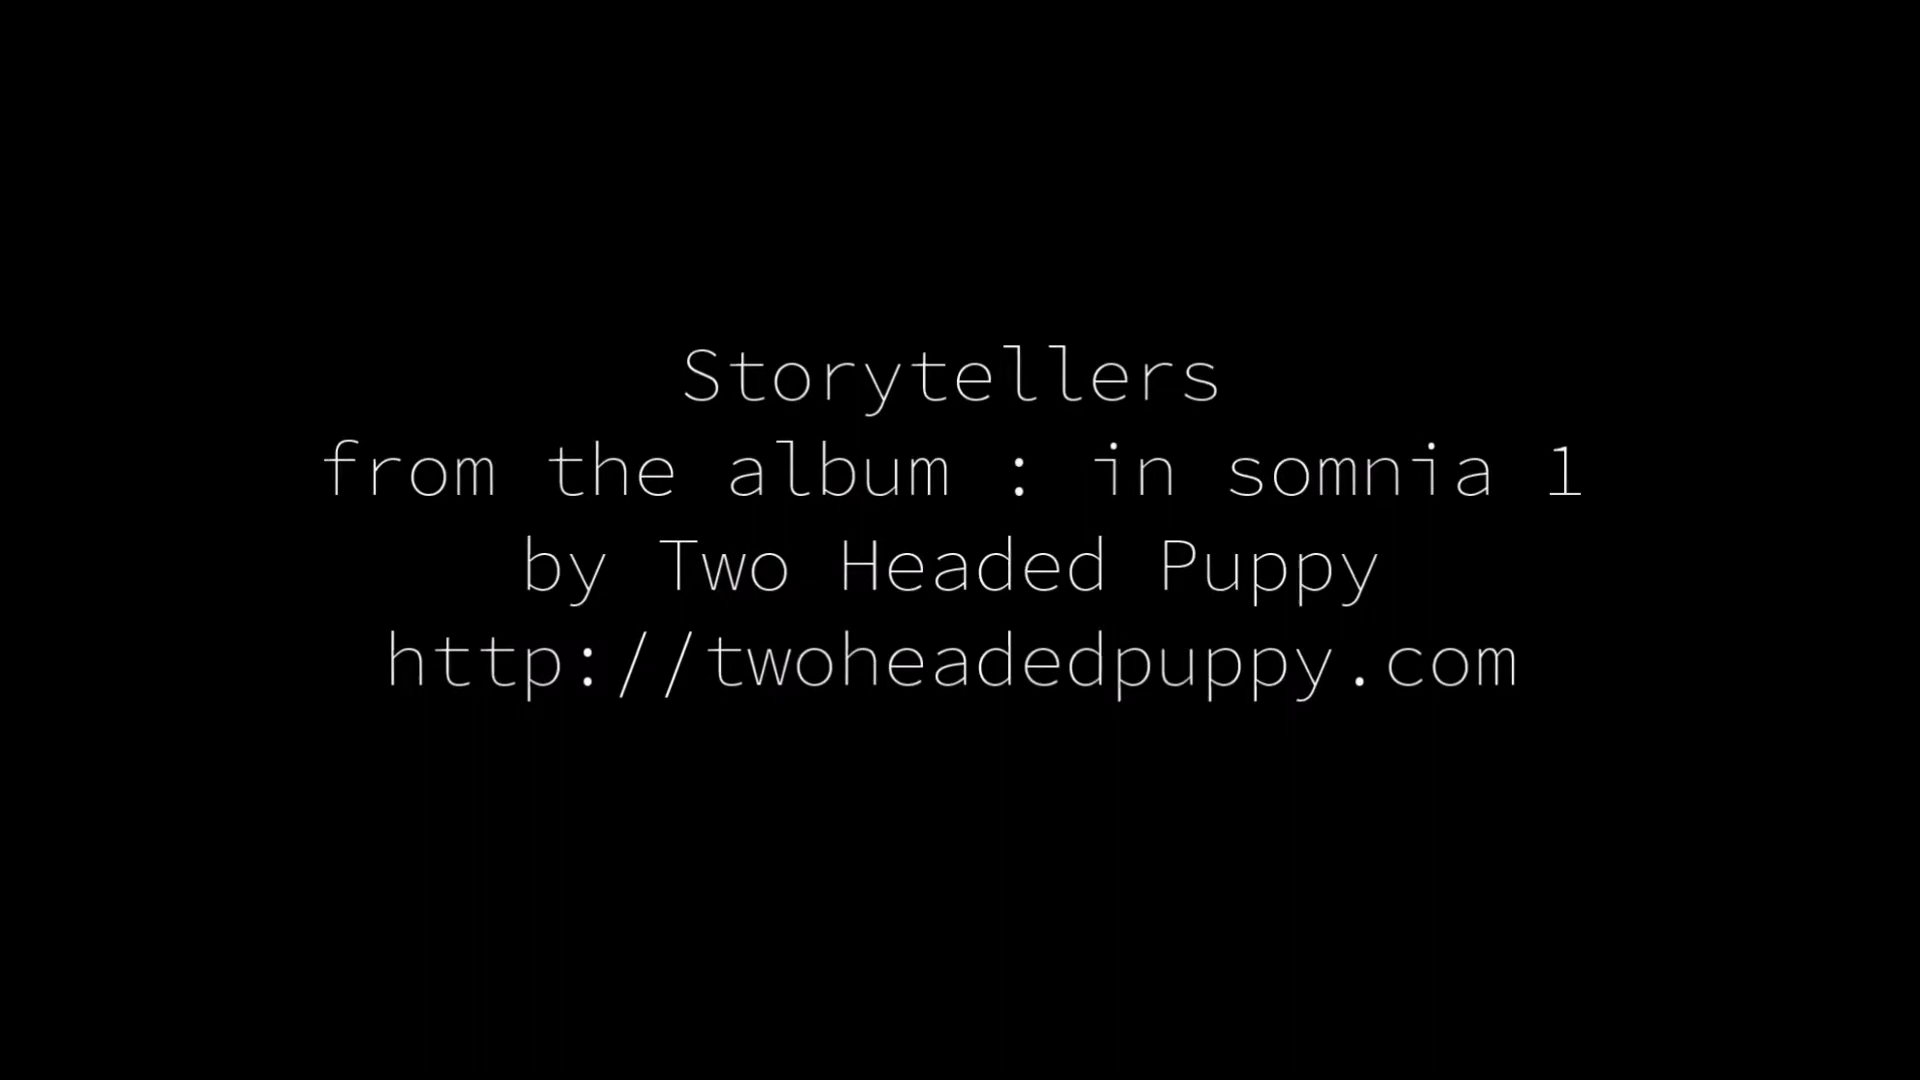 Storytellers
from the album : in somnia 1
by Two Headed Puppy
http://twoheadedpuppy.com